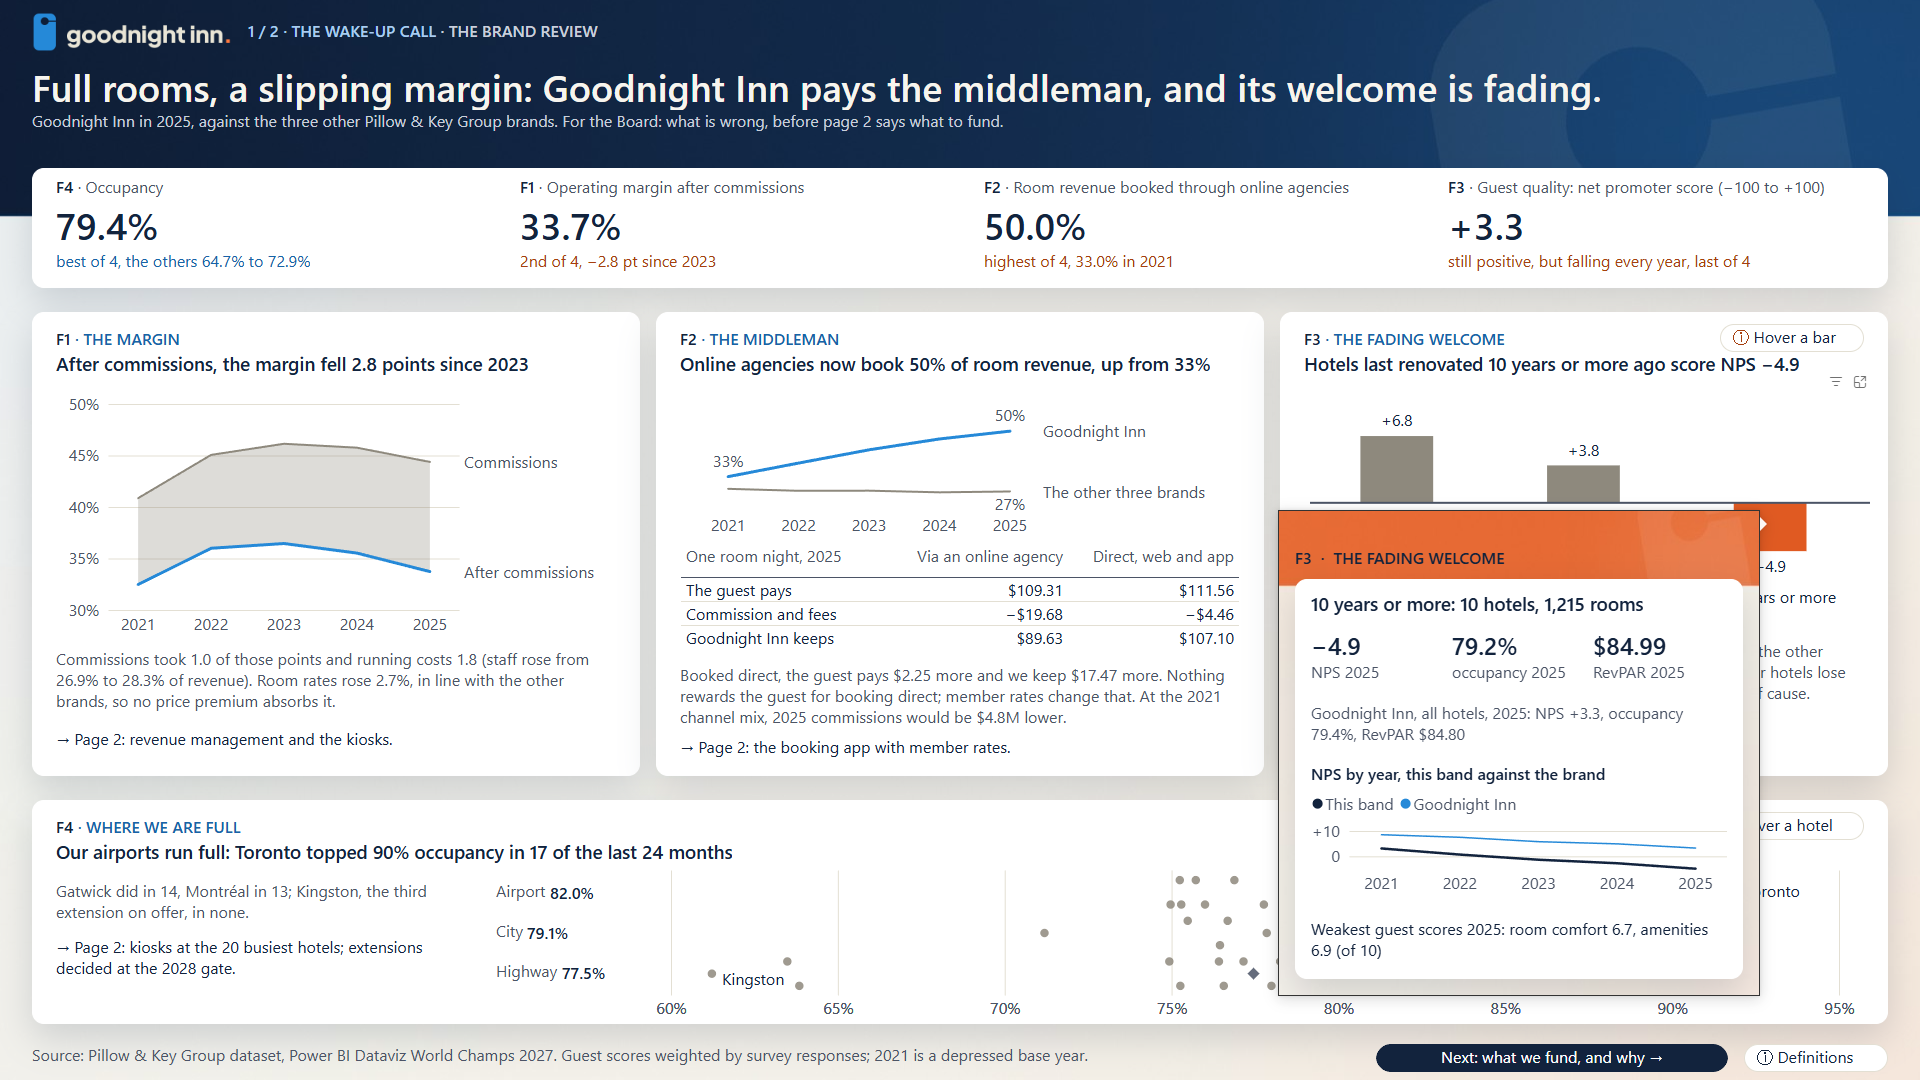 goodnight inn.
1 / 2 · THE WAKE-UP CALL · THE BRAND REVIEW
Full rooms, a slipping margin: Goodnight Inn pays the middleman, and its welcome is fading.
Goodnight Inn in 2025, against the three other Pillow & Key Group brands. For the Board: what is wrong, before page 2 says what to fund.
F4 · Occupancy
79.4%
best of 4, the others 64.7% to 72.9%
F1 · Operating margin after commissions
33.7%
2nd of 4, −2.8 pt since 2023
F2 · Room revenue booked through online agencies
50.0%
highest of 4, 33.0% in 2021
F3 · Guest quality: net promoter score (−100 to +100)
+3.3
still positive, but falling every year, last of 4
F1 · THE MARGIN
After commissions, the margin fell 2.8 points since 2023
50%
45%
40%
35%
30%
Commissions
After commissions
2021 2022 2023 2024 2025
Commissions took 1.0 of those points and running costs 1.8 (staff rose from
26.9% to 28.3% of revenue). Room rates rose 2.7%, in line with the other
brands, so no price premium absorbs it.
→ Page 2: revenue management and the kiosks.
F2 · THE MIDDLEMAN
Online agencies now book 50% of room revenue, up from 33%
50%
Goodnight Inn
33%
The other three brands
27%
2021 2022 2023 2024 2025
One room night, 2025 Via an online agency Direct, web and app
The guest pays $109.31 $111.56
Commission and fees −$19.68 −$4.46
Goodnight Inn keeps $89.63 $107.10
Booked direct, the guest pays $2.25 more and we keep $17.47 more. Nothing
rewards the guest for booking direct; member rates change that. At the 2021
channel mix, 2025 commissions would be $4.8M lower.
→ Page 2: the booking app with member rates.
F3 · THE FADING WELCOME
Hover a bar
Hotels last renovated 10 years or more ago score NPS −4.9
+6.8
+3.8
-4.9
ars or more
the other
r hotels lose
f cause.
F3 · THE FADING WELCOME
10 years or more: 10 hotels, 1,215 rooms
−4.9 79.2% $84.99
NPS 2025 occupancy 2025 RevPAR 2025
Goodnight Inn, all hotels, 2025: NPS +3.3, occupancy
79.4%, RevPAR $84.80
NPS by year, this band against the brand
This band Goodnight Inn
+10
0
2021 2022 2023 2024 2025
Weakest guest scores 2025: room comfort 6.7, amenities
6.9 (of 10)
F4 · WHERE WE ARE FULL
ver a hotel
Our airports run full: Toronto topped 90% occupancy in 17 of the last 24 months
Gatwick did in 14, Montréal in 13; Kingston, the third
extension on offer, in none.
→ Page 2: kiosks at the 20 busiest hotels; extensions
decided at the 2028 gate.
Airport 82.0%
City 79.1%
Highway 77.5%
oronto
Kingston
60% 65% 70% 75% 80% 85% 90% 95%
Source: Pillow & Key Group dataset, Power BI Dataviz World Champs 2027. Guest scores weighted by survey responses; 2021 is a depressed base year.
Next: what we fund, and why →
Definitions